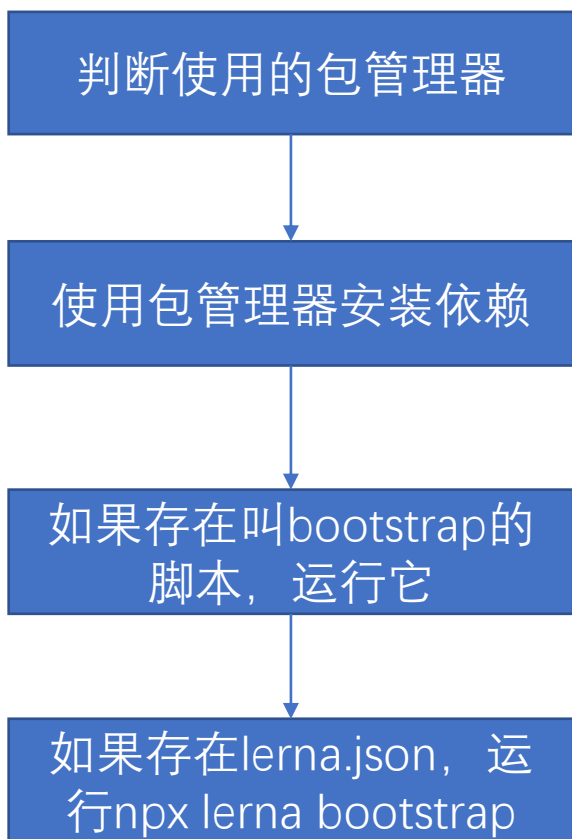 判断使用的包管理器
使用包管理器安装依赖
如果存在叫bootstrap的
脚本，运行它
如果存在lerna.json，运
行npx lerna bootstrap